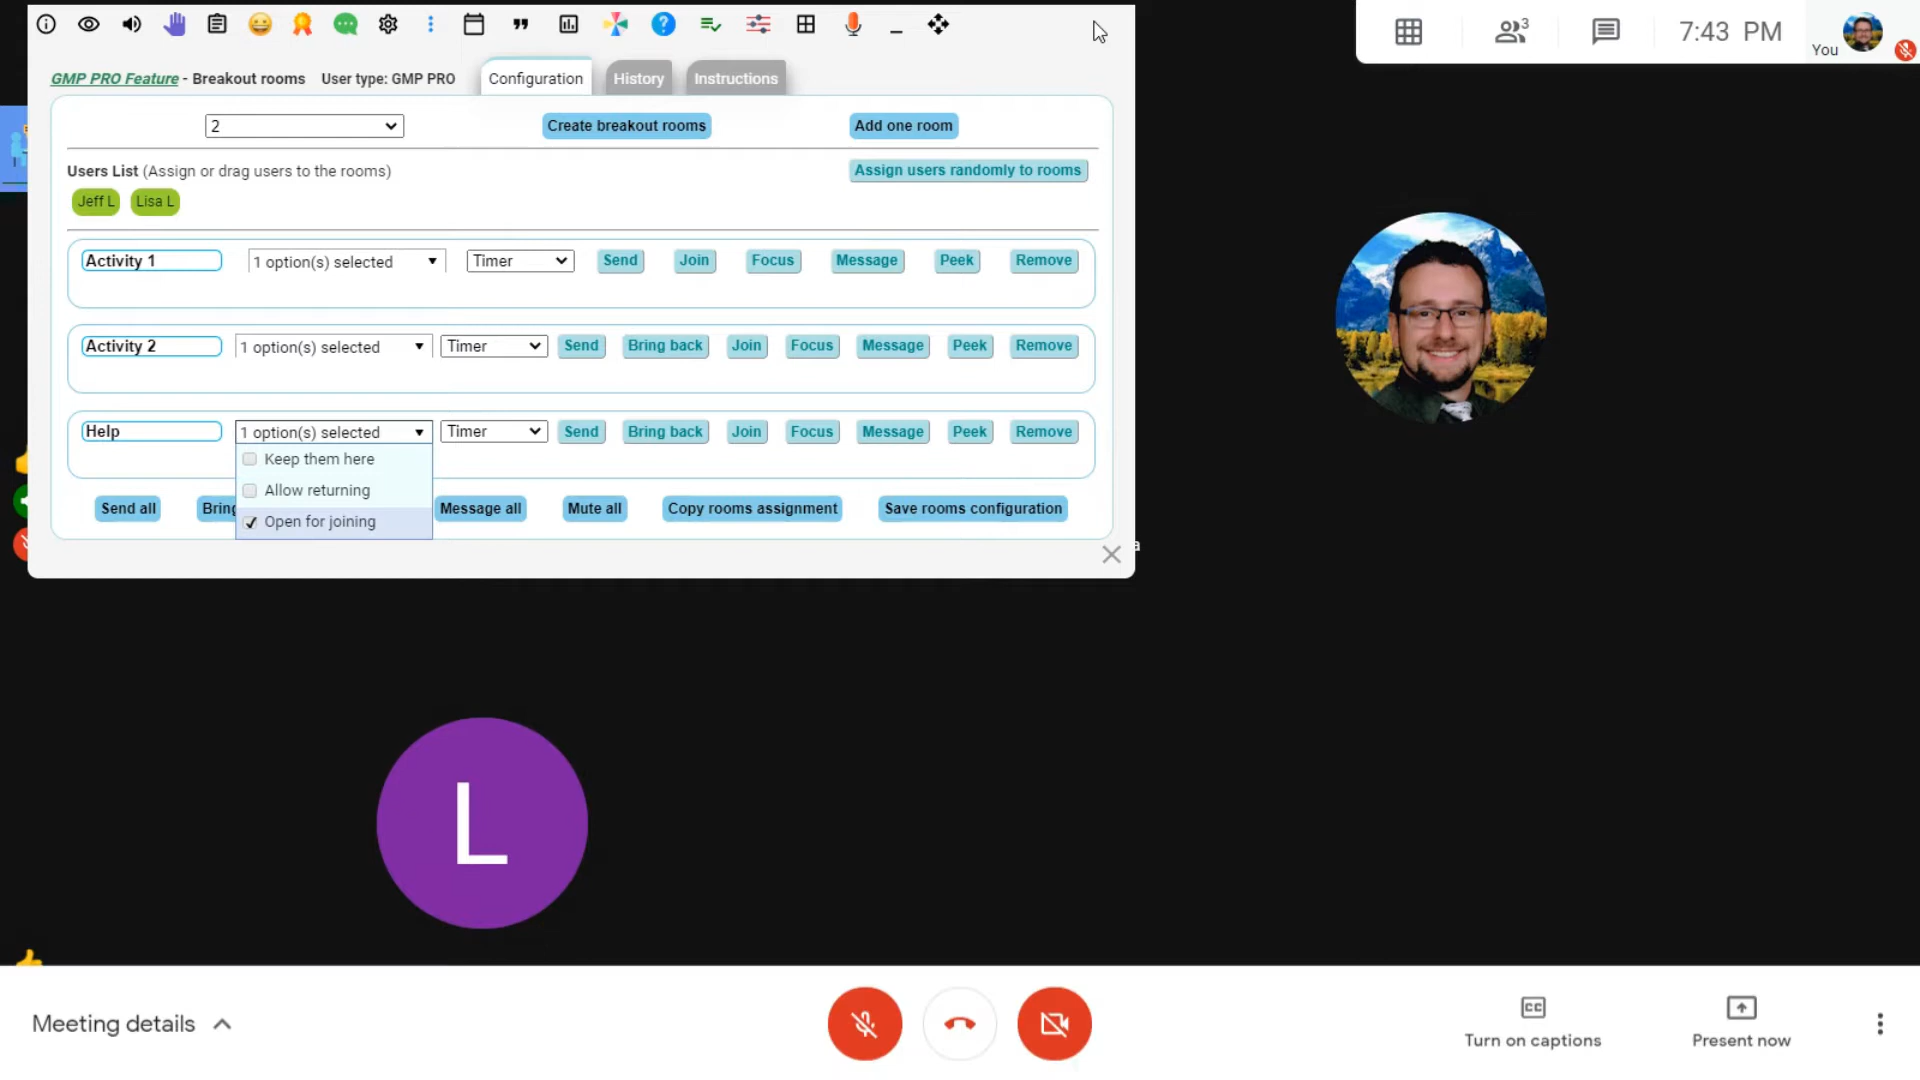 7:43 PM
You
3
GMP PRO Feature - Breakout rooms User type: GMP PRO
Configuration
History
Instructions
2
Create breakout rooms
Add one room
Users List (Assign or drag users to the rooms)
Assign users randomly to rooms
Jeff L
Lisa L
Activity 1 1 option(s) selected Timer Send Join Focus Message Peek Remove
Activity 2 1 option(s) selected Timer Send Bring back Join Focus Message Peek Remove
Help 1 option(s) selected Timer Send Bring back Join Focus Message Peek Remove
Keep them here
Allow returning
Open for joining
Send all Message all Mute all Copy rooms assignment Save rooms configuration
L
Meeting details
Turn on captions
Present now